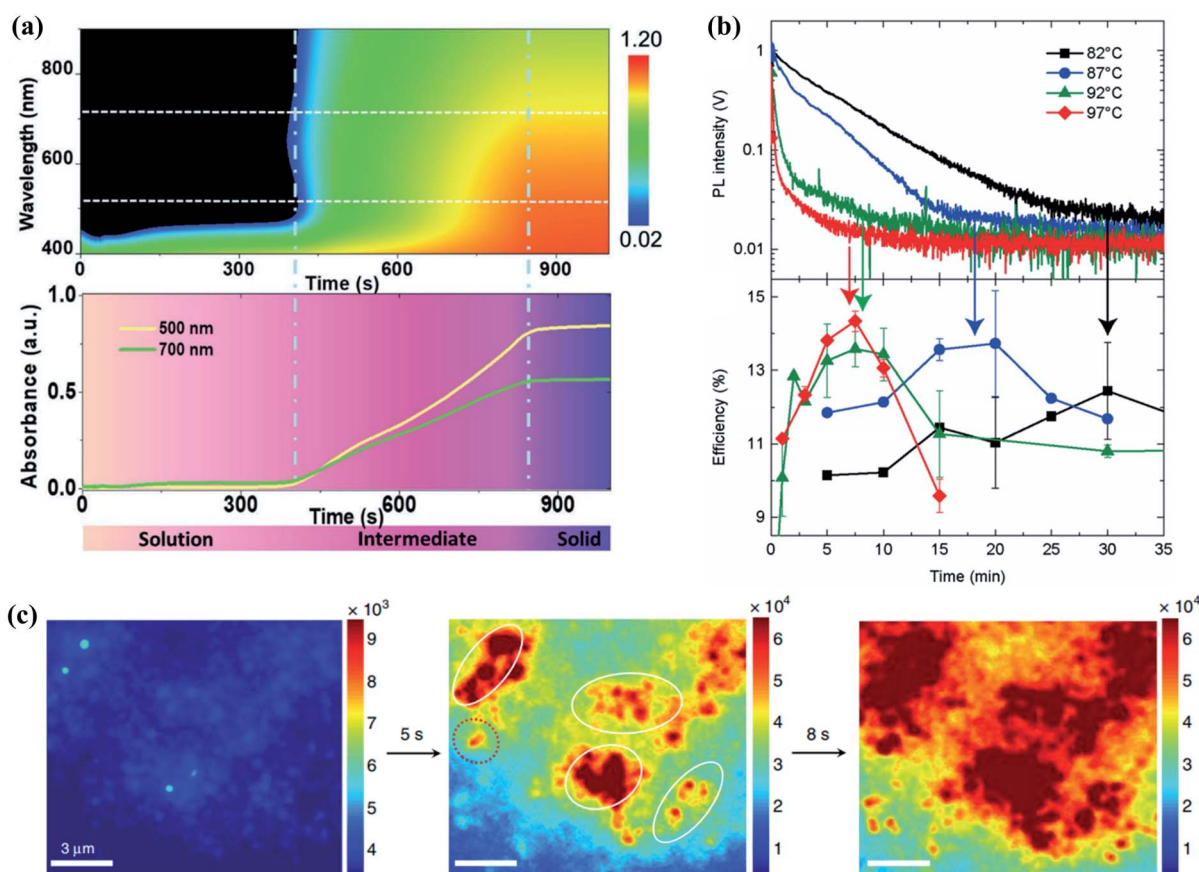 (a)
1.20
0.02
Wavelength (nm)
800
600
400
0 300 600 900
Time (s)
Absorbance (a.u.)
1.0
0.5
0.0
500 nm
700 nm
0 300 600 900
Time (s)
Solution Intermediate Solid
(b)
PL intensity (V)
1
0.1
0.01
82°C
87°C
92°C
97°C
Efficiency (%)
15
14
13
12
11
10
9
0 5 10 15 20 25 30 35
Time (min)
(c)
× 10³
9
8
7
6
5
4
3 μm
5 s
× 10⁴
6
5
4
3
2
1
8 s
× 10⁴
6
5
4
3
2
1